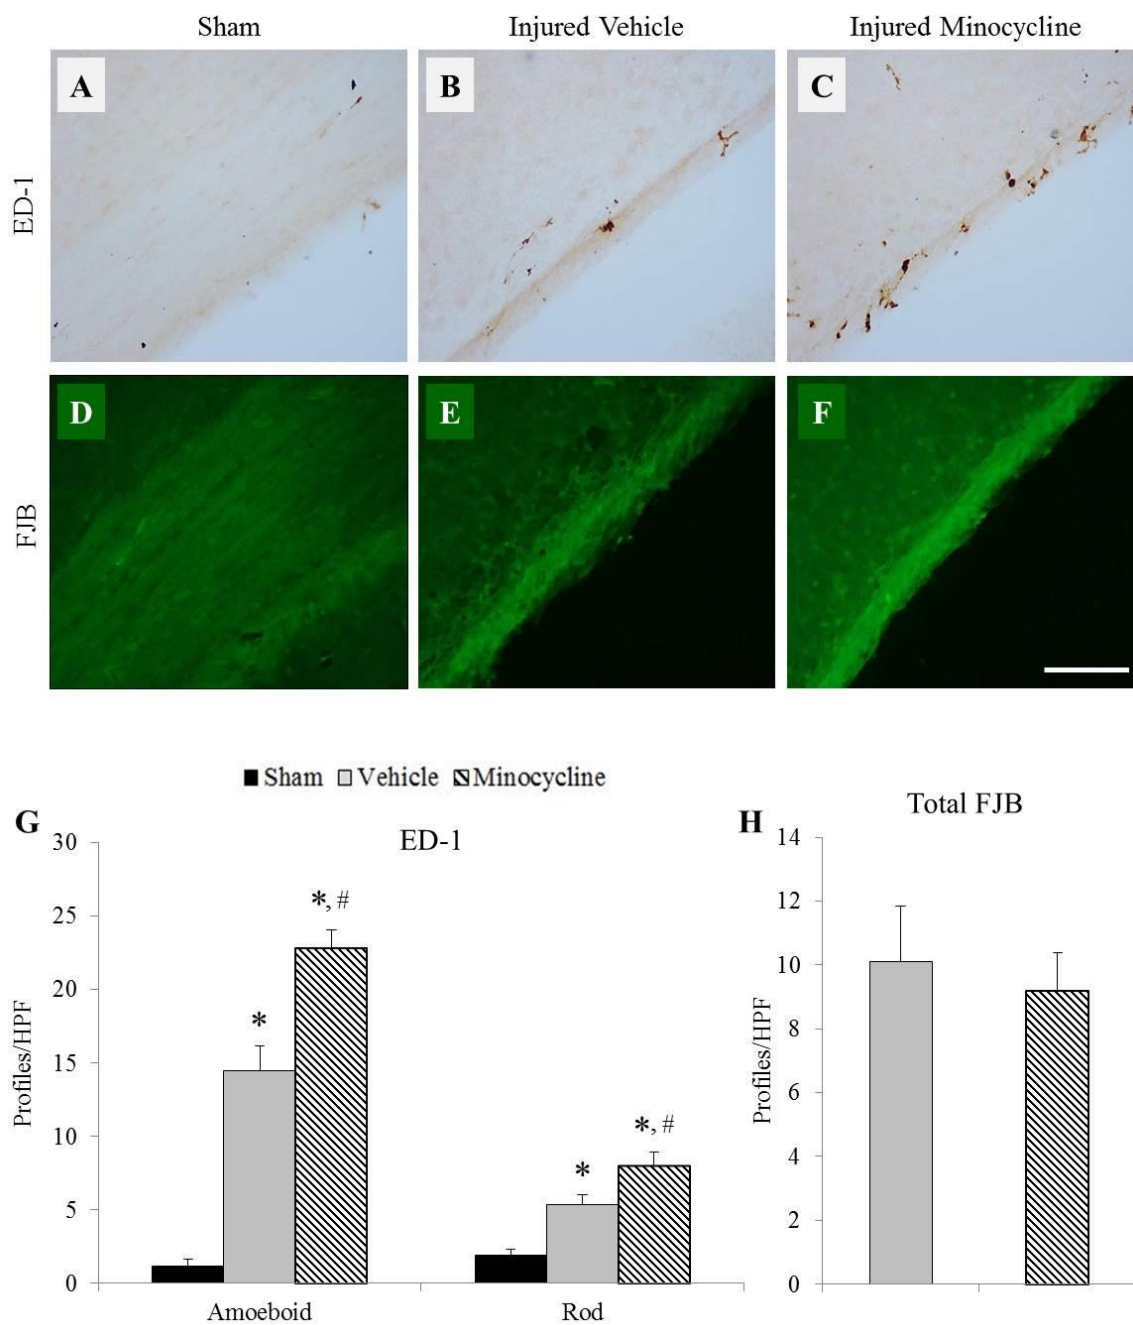 Sham Injured Vehicle Injured Minocycline
A B C
ED-1
D E F
FJB
■ Sham ■ Vehicle ■ Minocycline
G ED-1
30
25
20
15
10
5
0
Profiles/HPF
*
*, #
*
*, #
Amoeboid Rod
H Total FJB
14
12
10
8
6
4
2
0
Profiles/HPF